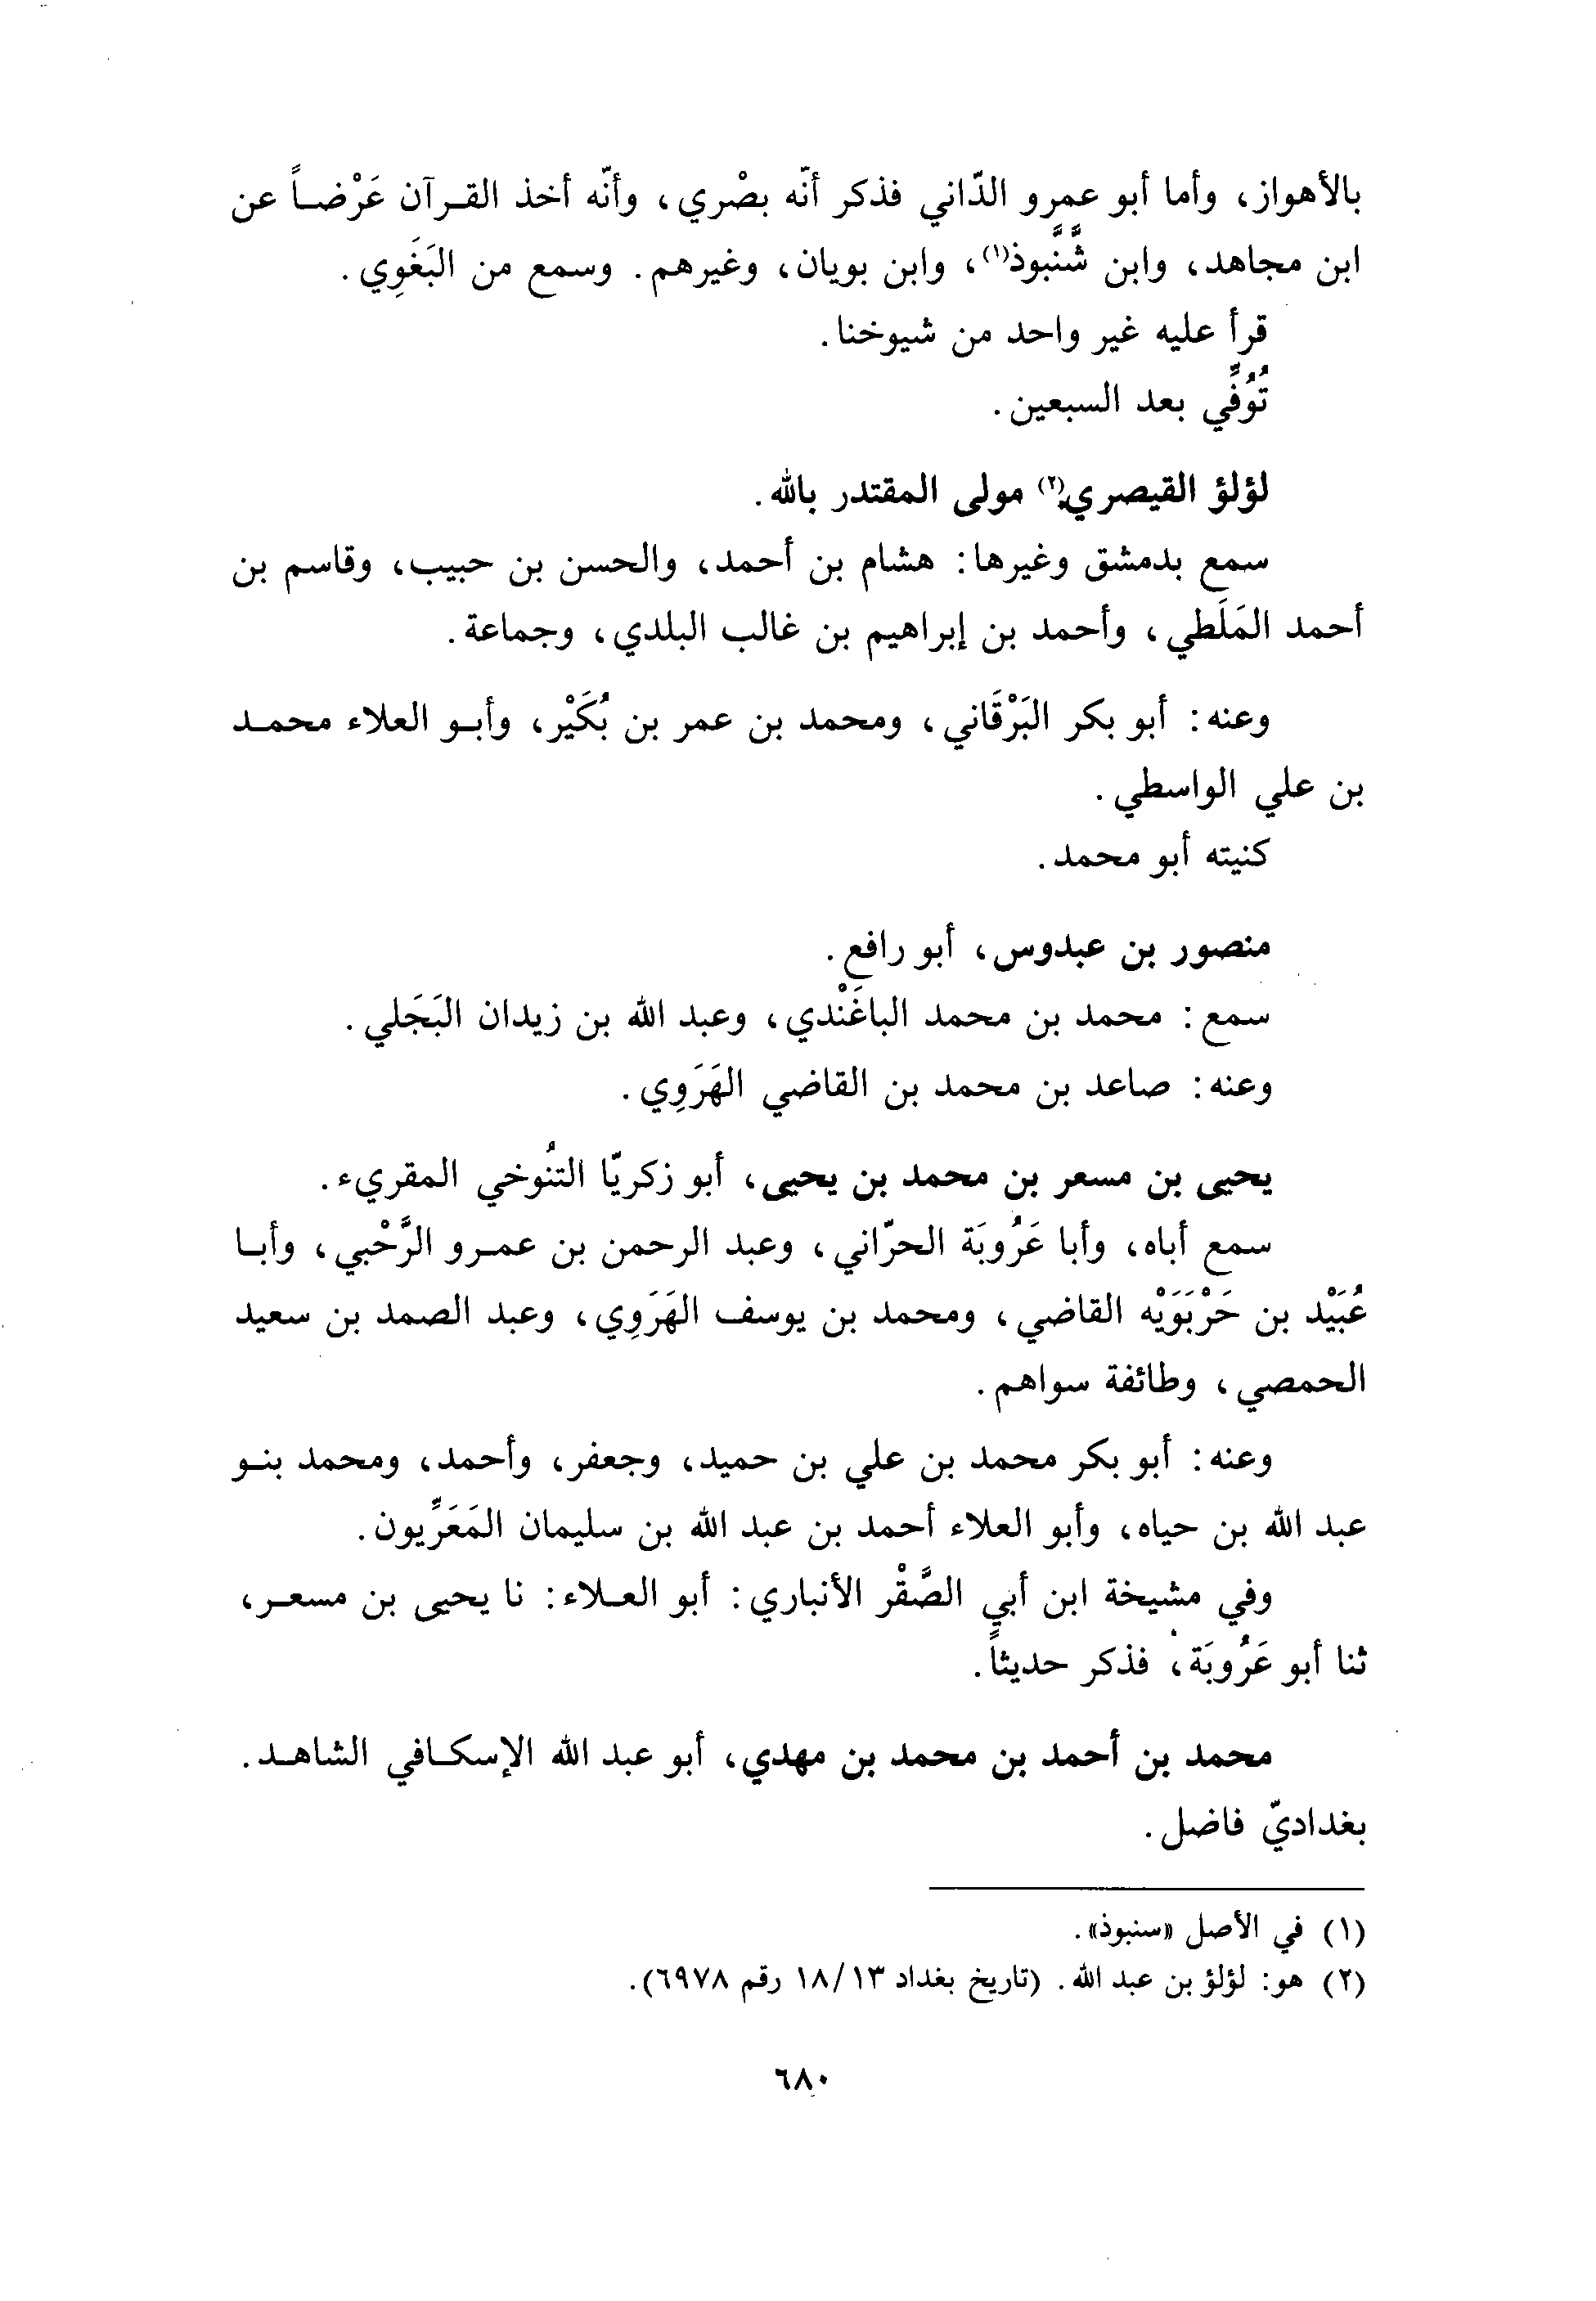 بالأهواز، وأما أبو عمرو الدّاني فذكر أنّه بصْري، وأنّه أخذ القرآن عَرْضاً عن
ابن مجاهد، وابن شَّنَّبوذ(١)، وابن بويان، وغيرهم. وسمع من البَغَوِي.
قرأ عليه غير واحد من شيوخنا.
تُوُفِّي بعد السبعين.
لؤلؤ القيصري(٢) مولى المقتدر بالله.
سمع بدمشق وغيرها: هشام بن أحمد، والحسن بن حبيب، وقاسم بن
أحمد المَلَطي، وأحمد بن إبراهيم بن غالب البلدي، وجماعة.
وعنه: أبو بكر البَرْقَاني، ومحمد بن عمر بن بُكَيْر، وأبو العلاء محمد
بن علي الواسطي.
كنيته أبو محمد.
منصور بن عبدوس، أبو رافع.
سمع: محمد بن محمد الباغَنْدي، وعبد الله بن زيدان البَجَلي.
وعنه: صاعد بن محمد بن القاضي الهَرَوِي.
يحيى بن مسعر بن محمد بن يحيى، أبو زكريّا التنُوخي المقريء.
سمع أباه، وأبا عَرُوبَة الحرّاني، وعبد الرحمن بن عمرو الرَّحْبي، وأبا
عُبَيْد بن حَرْبَوَيْه القاضي، ومحمد بن يوسف الهَرَوِي، وعبد الصمد بن سعيد
الحمصي، وطائفة سواهم.
وعنه: أبو بكر محمد بن علي بن حميد، وجعفر، وأحمد، ومحمد بنو
عبد الله بن حياه، وأبو العلاء أحمد بن عبد الله بن سليمان المَعَرِّيون.
وفي مشيخة ابن أبي الصَّقْر الأنباري: أبو العلاء: نا يحيى بن مسعر،
ثنا أبو عَرُوبَة، فذكر حديثاً.
محمد بن أحمد بن محمد بن مهدي، أبو عبد الله الإسكافي الشاهد.
بغداديّ فاضل.
(١) في الأصل «سنبوذ».
(٢) هو: لؤلؤ بن عبد الله. (تاريخ بغداد ١٨/١٣ رقم ٦٩٧٨).
٦٨٠